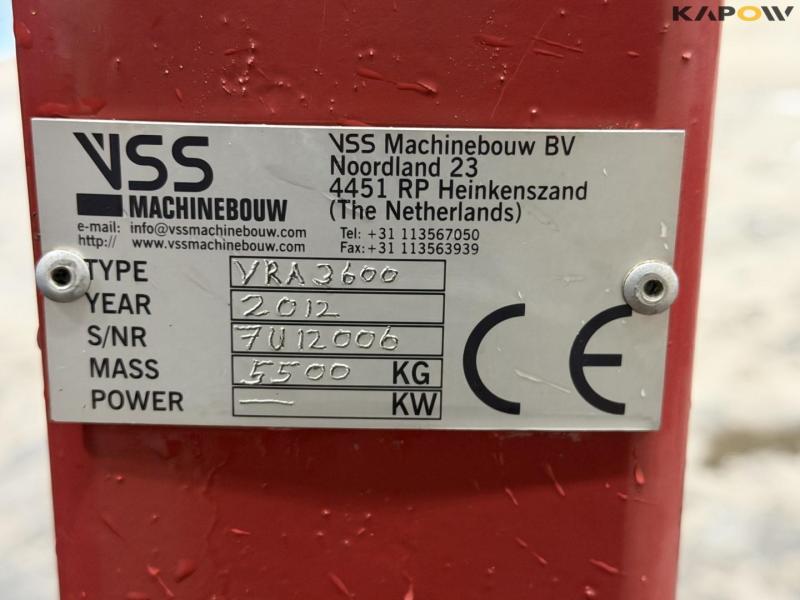 KAPOW
VSS
MACHINEBOUW
e-mail: info@vssmachinebouw.com
http:// www.vssmachinebouw.com
VSS Machinebouw BV
Noordland 23
4451 RP Heinkenszand
(The Netherlands)
Tel: +31 113567050
Fax:+31 113563939
TYPE VRA3600
YEAR 2012
S/NR 7U12006
MASS 5500 KG
POWER — KW
CE